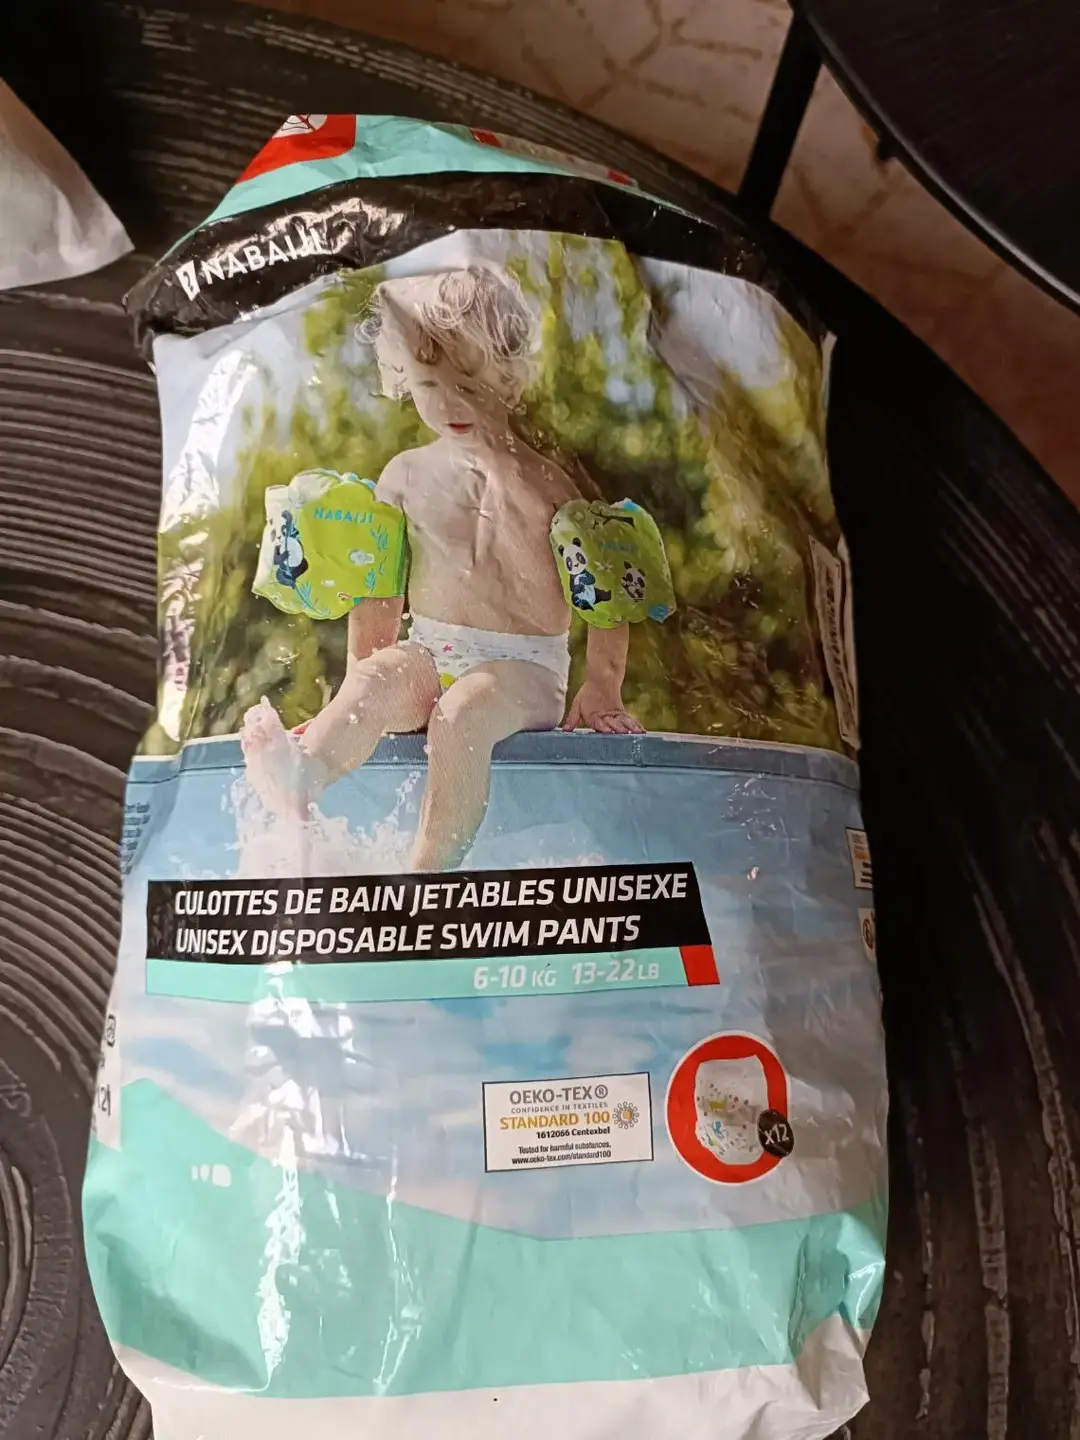 NABAIJI
NABAIJI
CULOTTES DE BAIN JETABLES UNISEXE
UNISEX DISPOSABLE SWIM PANTS
6-10 KG 13-22 LB
OEKO-TEX®
CONFIDENCE IN TEXTILES
STANDARD 100
1612066 Centexbel
Tested for harmful substances.
www.oeko-tex.com/standard100
x12